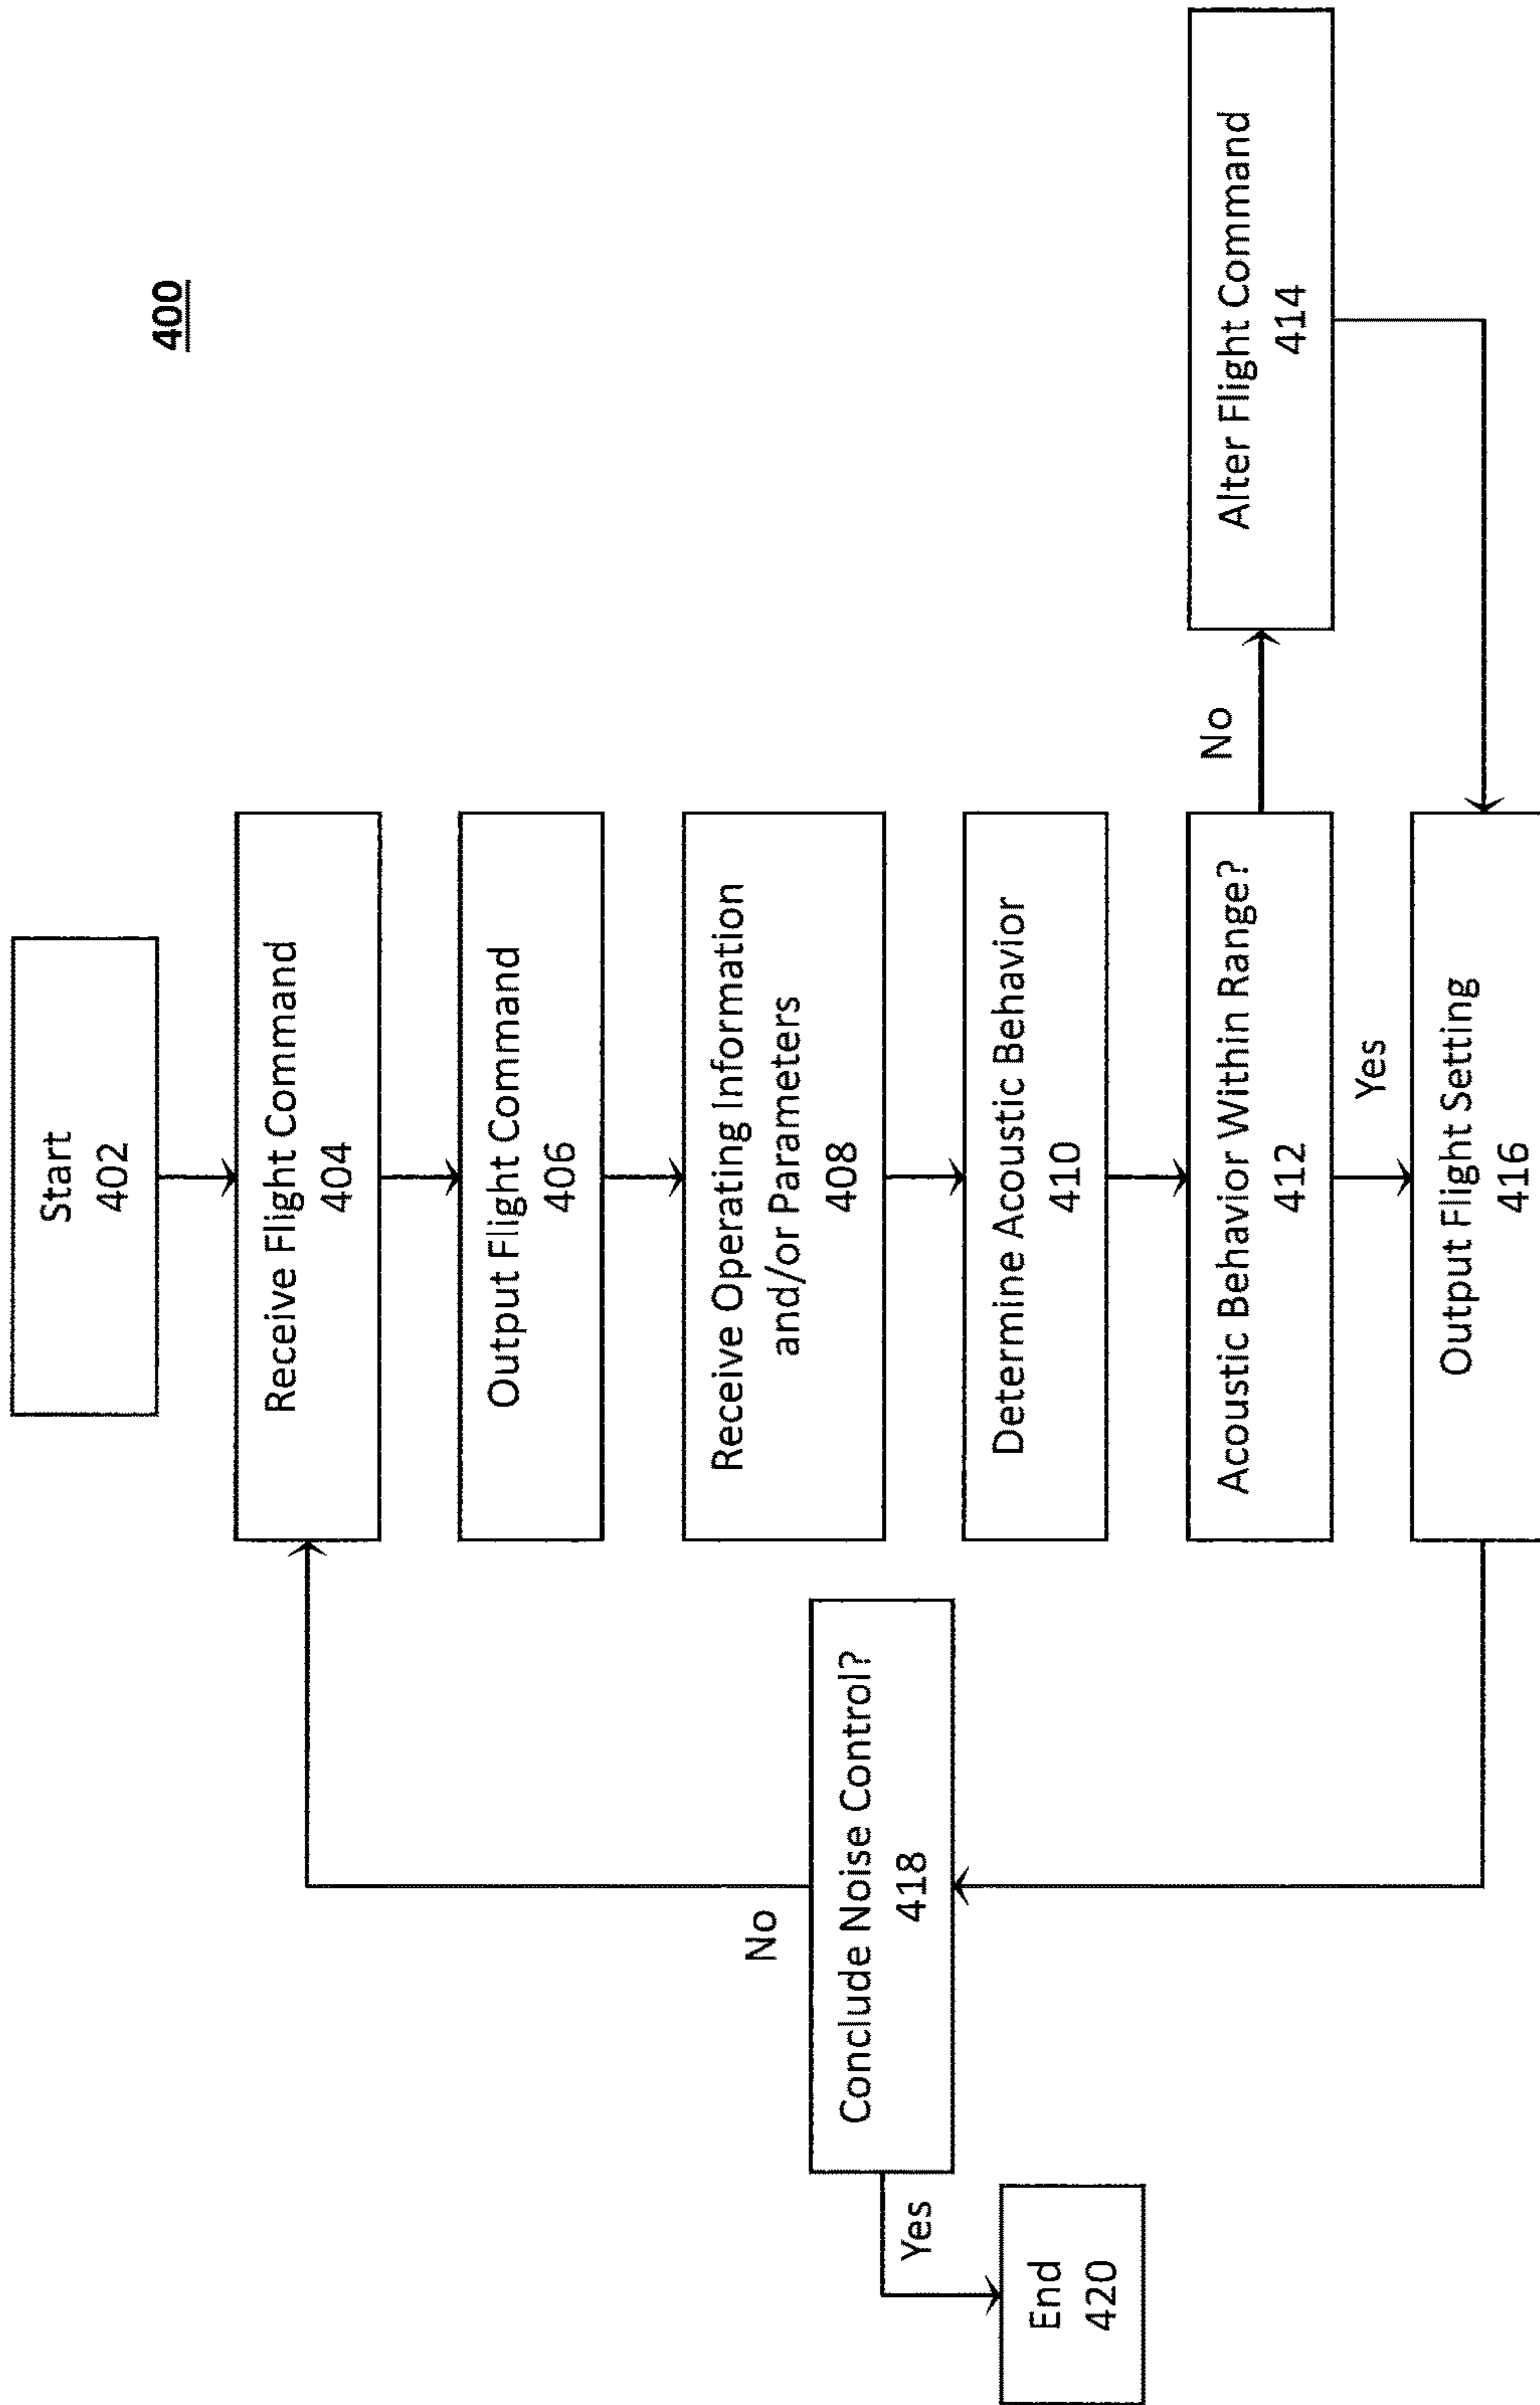 400
Start
402
Receive Flight Command
404
Output Flight Command
406
Receive Operating Information
and/or Parameters
408
Determine Acoustic Behavior
410
Acoustic Behavior Within Range?
412
No
Alter Flight Command
414
Yes
Output Flight Setting
416
Conclude Noise Control?
418
No
Yes
End
420